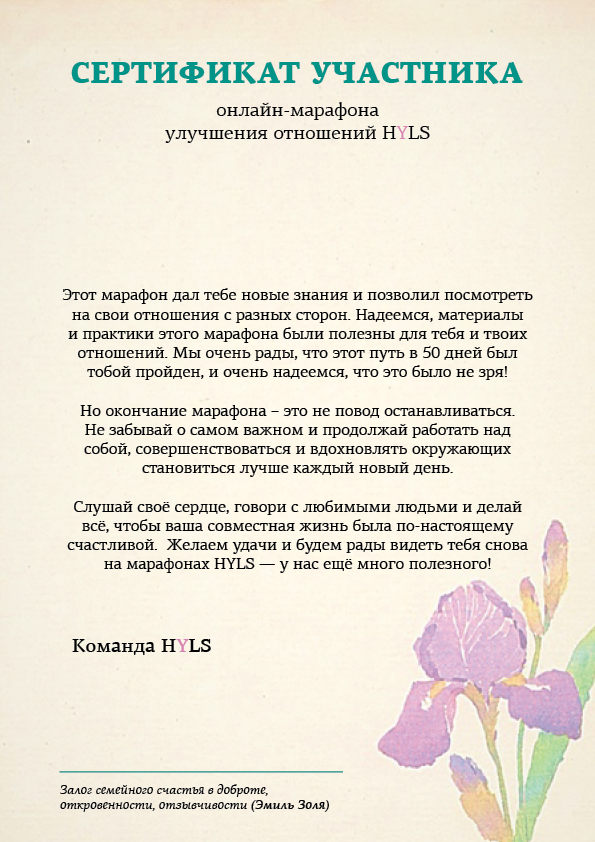 СЕРТИФИКАТ УЧАСТНИКА
онлайн-марафона
улучшения отношений HYLS
Этот марафон дал тебе новые знания и позволил посмотреть
на свои отношения с разных сторон. Надеемся, материалы
и практики этого марафона были полезны для тебя и твоих
отношений. Мы очень рады, что этот путь в 50 дней был
тобой пройден, и очень надеемся, что это было не зря!
Но окончание марафона – это не повод останавливаться.
Не забывай о самом важном и продолжай работать над
собой, совершенствоваться и вдохновлять окружающих
становиться лучше каждый новый день.
Слушай своё сердце, говори с любимыми людьми и делай
всё, чтобы ваша совместная жизнь была по-настоящему
счастливой.  Желаем удачи и будем рады видеть тебя снова
на марафонах HYLS — у нас ещё много полезного!
Команда HYLS
Залог семейного счастья в доброте,
откровенности, отзывчивости (Эмиль Золя)